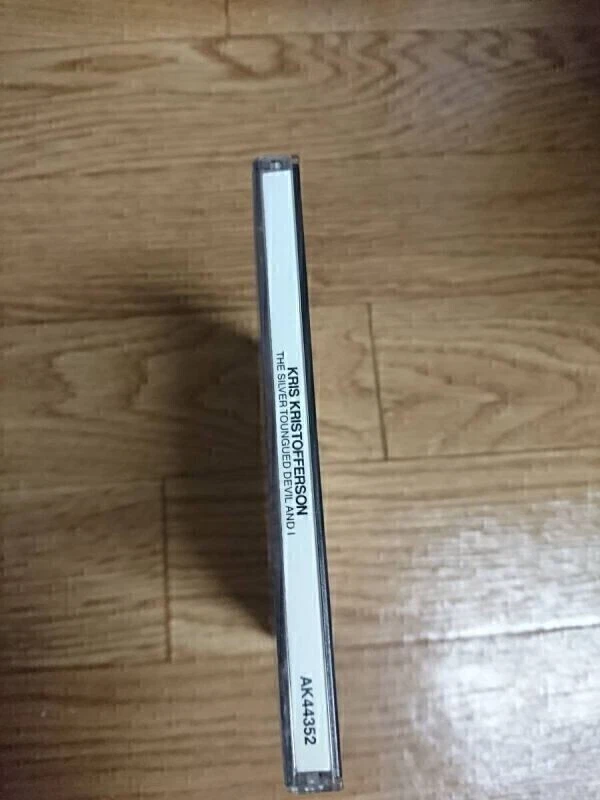 KRIS KRISTOFFERSON
THE SILVER TOUNGUED DEVIL AND I
AK44352